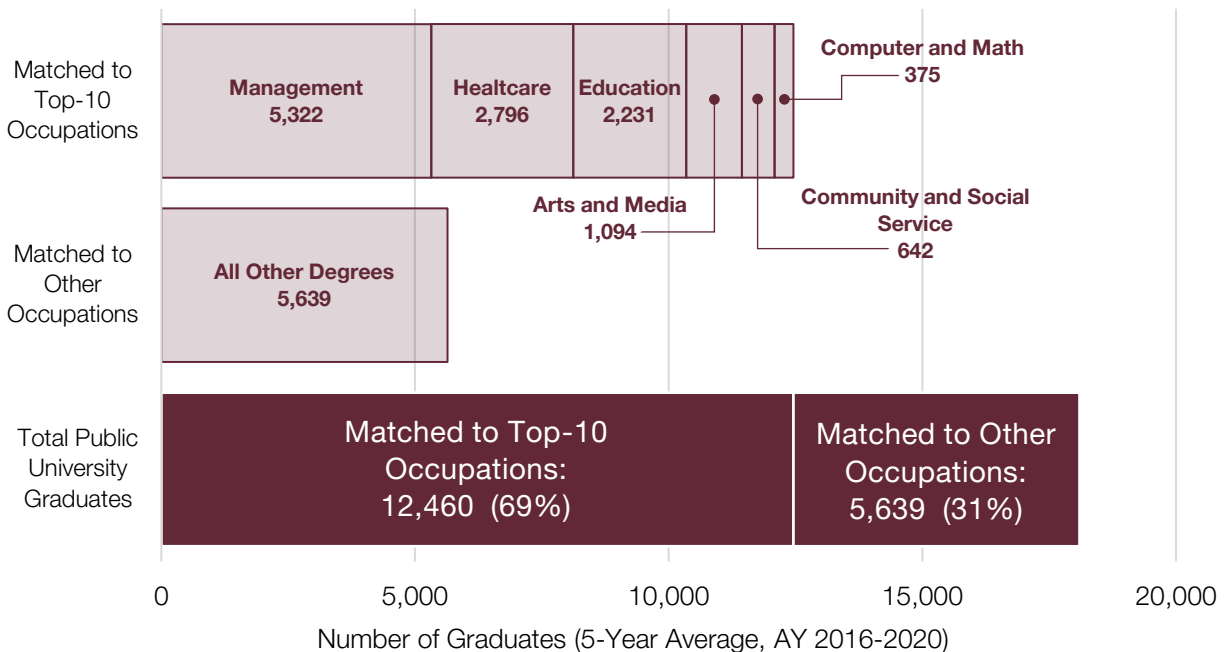 Matched to
Top-10
Occupations
Management
5,322
Healtcare
2,796
Education
2,231
Computer and Math
375
Arts and Media
1,094
Community and Social
Service
642
Matched to
Other
Occupations
All Other Degrees
5,639
Total Public
University
Graduates
Matched to Top-10
Occupations:
12,460 (69%)
Matched to Other
Occupations:
5,639 (31%)
0
5,000
10,000
15,000
20,000
Number of Graduates (5-Year Average, AY 2016-2020)